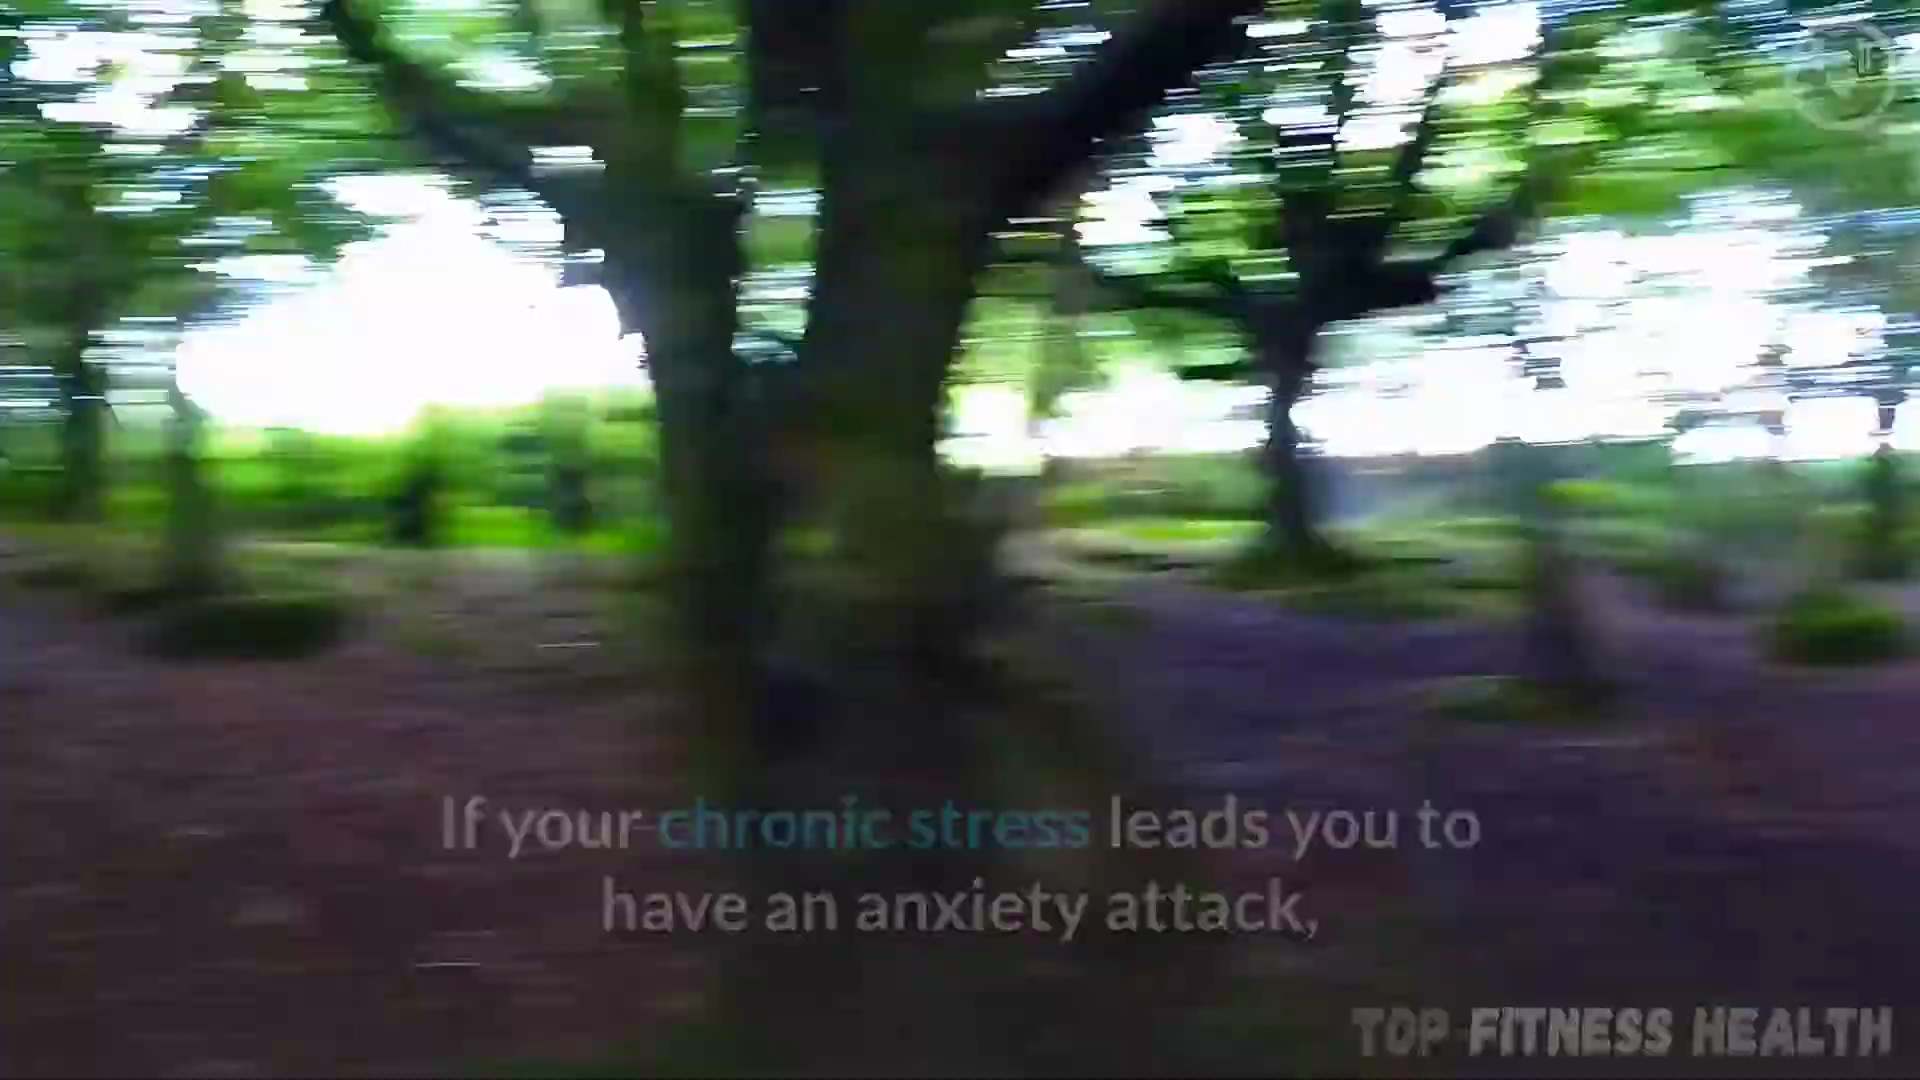 If your chronic stress leads you to
have an anxiety attack,
TOP FITNESS HEALTH